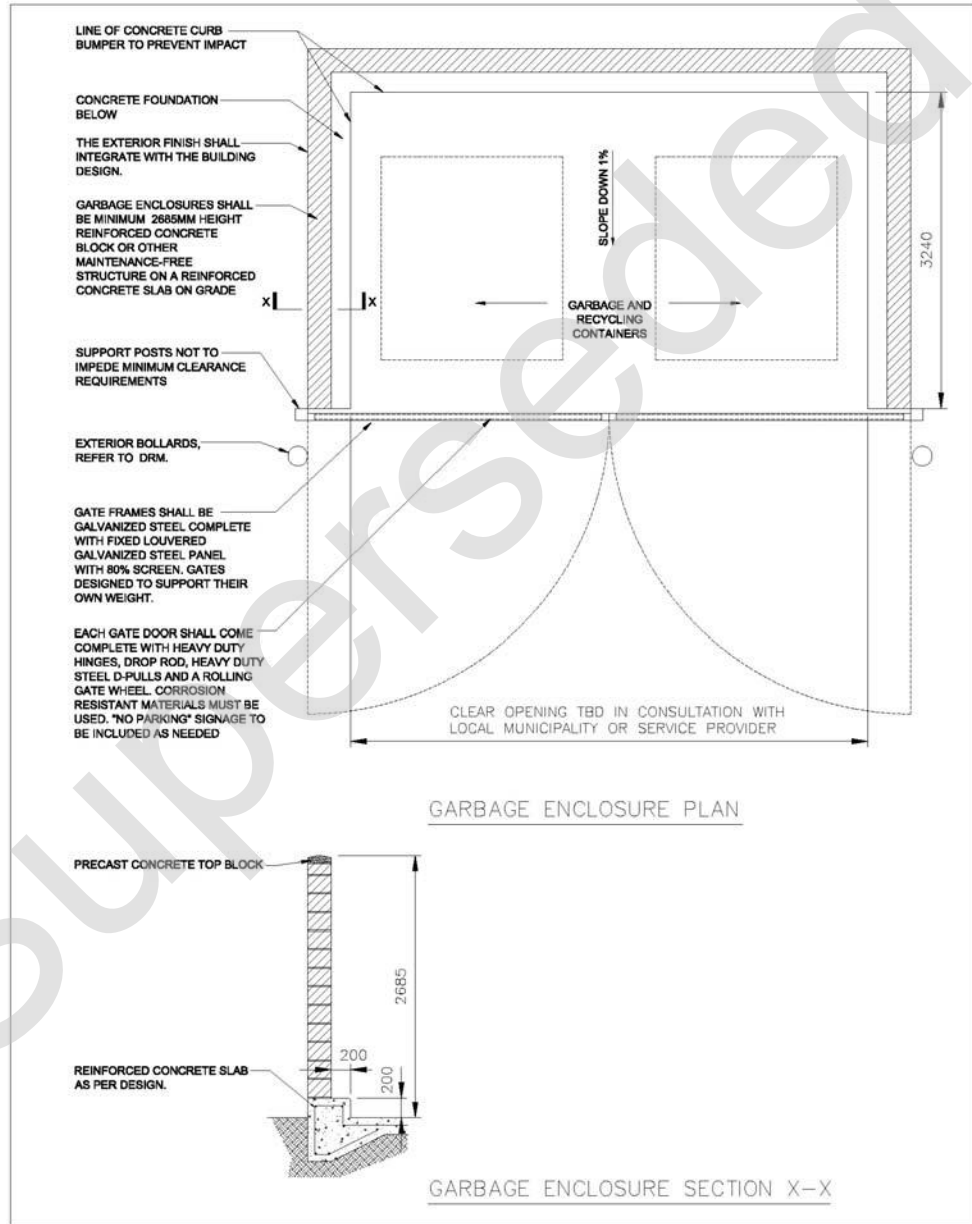 LINE OF CONCRETE CURB
BUMPER TO PREVENT IMPACT
CONCRETE FOUNDATION
BELOW
THE EXTERIOR FINISH SHALL
INTEGRATE WITH THE BUILDING
DESIGN.
GARBAGE ENCLOSURES SHALL
BE MINIMUM 2685MM HEIGHT
REINFORCED CONCRETE
BLOCK OR OTHER
MAINTENANCE-FREE
STRUCTURE ON A REINFORCED
CONCRETE SLAB ON GRADE
X X
SLOPE DOWN 1%
GARBAGE AND
RECYCLING
CONTAINERS
3240
SUPPORT POSTS NOT TO
IMPEDE MINIMUM CLEARANCE
REQUIREMENTS
EXTERIOR BOLLARDS,
REFER TO DRM.
GATE FRAMES SHALL BE
GALVANIZED STEEL COMPLETE
WITH FIXED LOUVERED
GALVANIZED STEEL PANEL
WITH 80% SCREEN. GATES
DESIGNED TO SUPPORT THEIR
OWN WEIGHT.
EACH GATE DOOR SHALL COME
COMPLETE WITH HEAVY DUTY
HINGES, DROP ROD, HEAVY DUTY
STEEL D-PULLS AND A ROLLING
GATE WHEEL. CORROSION
RESISTANT MATERIALS MUST BE
USED. "NO PARKING" SIGNAGE TO
BE INCLUDED AS NEEDED
CLEAR OPENING TBD IN CONSULTATION WITH
LOCAL MUNICIPALITY OR SERVICE PROVIDER
GARBAGE ENCLOSURE PLAN
PRECAST CONCRETE TOP BLOCK
2685
200
200
REINFORCED CONCRETE SLAB
AS PER DESIGN.
GARBAGE ENCLOSURE SECTION X-X
Superseded